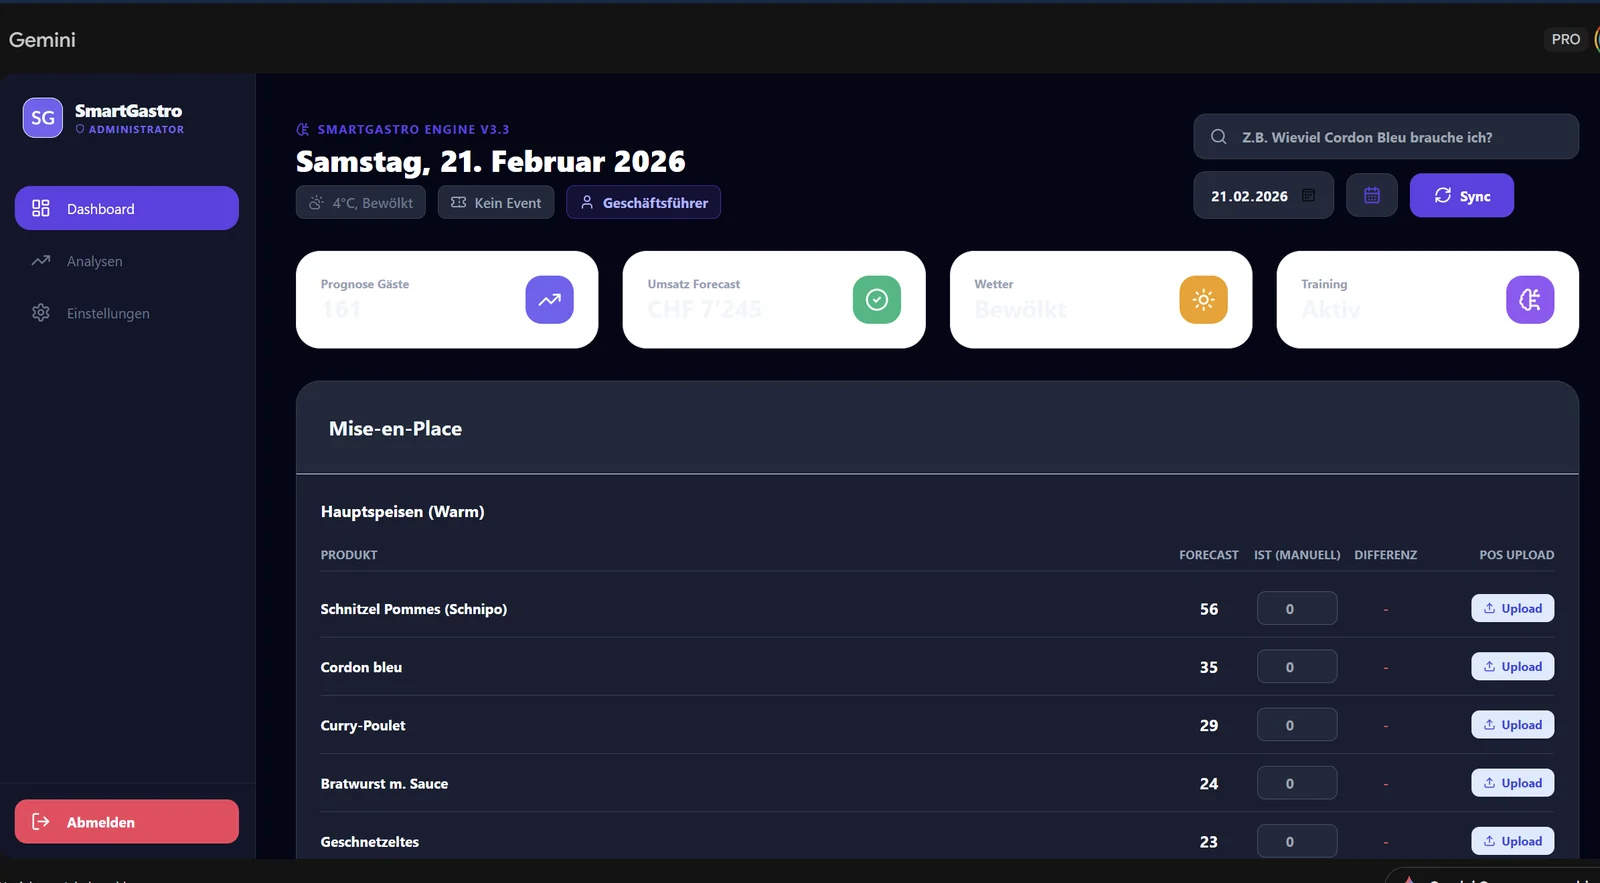 Gemini
PRO
SG
SmartGastro
ADMINISTRATOR
Dashboard
Analysen
Einstellungen
Abmelden
SMARTGASTRO ENGINE V3.3
Samstag, 21. Februar 2026
4°C, Bewölkt
Kein Event
Geschäftsführer
Z.B. Wieviel Cordon Bleu brauche ich?
21.02.2026
Sync
Prognose Gäste
161
Umsatz Forecast
CHF 7'245
Wetter
Bewölkt
Training
Aktiv
Mise-en-Place
Hauptspeisen (Warm)
PRODUKT FORECAST IST (MANUELL) DIFFERENZ POS UPLOAD
Schnitzel Pommes (Schnipo) 56 0 - Upload
Cordon bleu 35 0 - Upload
Curry-Poulet 29 0 - Upload
Bratwurst m. Sauce 24 0 - Upload
Geschnetzeltes 23 0 - Upload